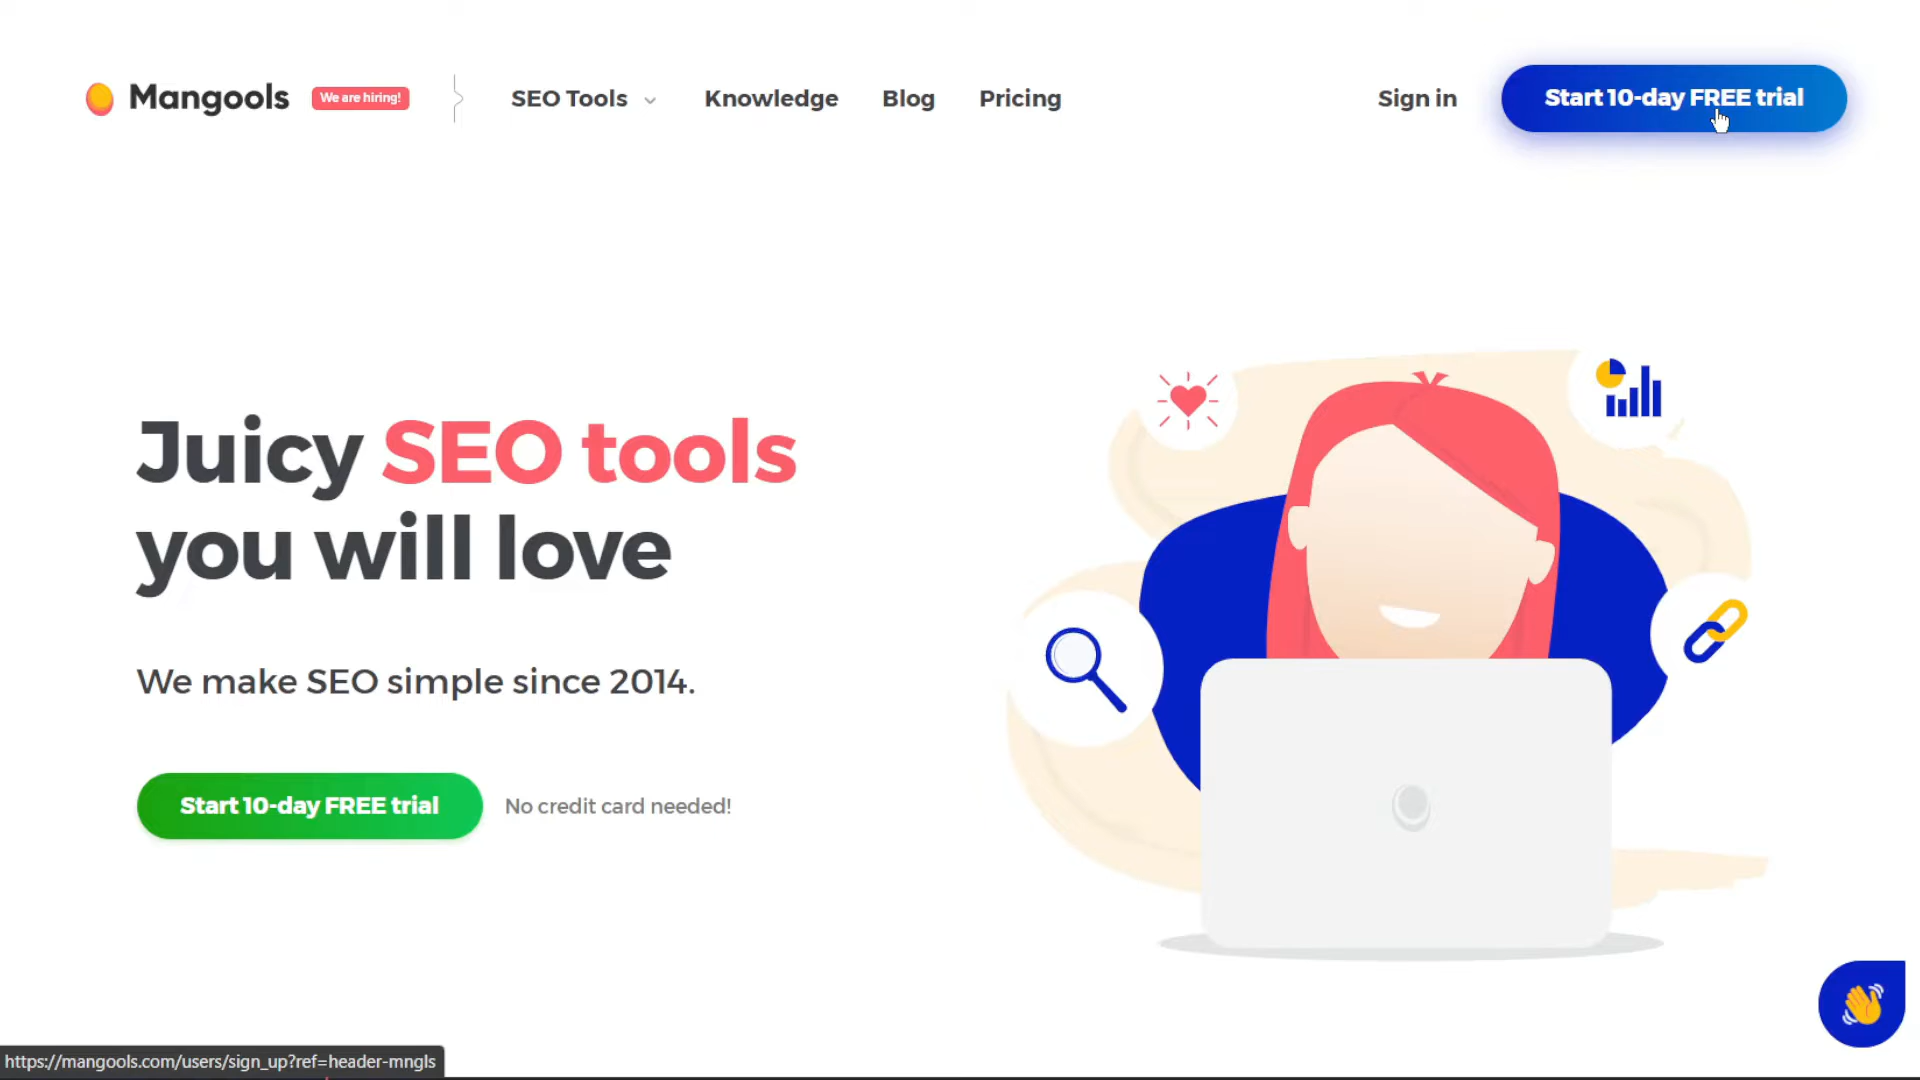 Mangools
We are hiring!
SEO Tools
Knowledge
Blog
Pricing
Sign in
Start 10-day FREE trial
Juicy SEO tools
you will love
We make SEO simple since 2014.
Start 10-day FREE trial
No credit card needed!
https://mangools.com/users/sign_up?ref=header-mngls